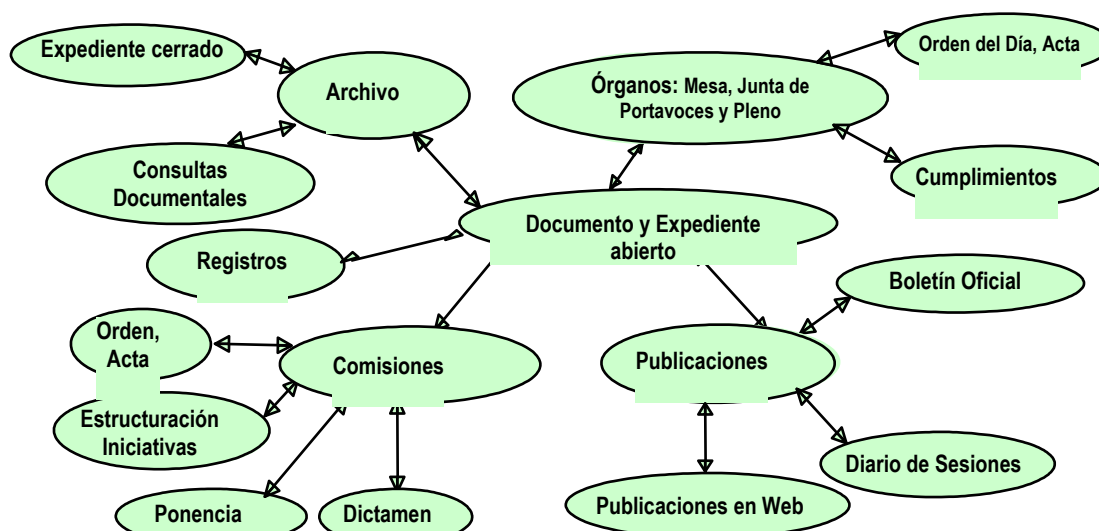 Expediente cerrado
Archivo
Consultas
Documentales
Órganos: Mesa, Junta de
Portavoces y Pleno
Orden del Día, Acta
Cumplimientos
Documento y Expediente
abierto
Registros
Boletín Oficial
Orden,
Acta
Comisiones
Publicaciones
Estructuración
Iniciativas
Diario de Sesiones
Ponencia
Dictamen
Publicaciones en Web